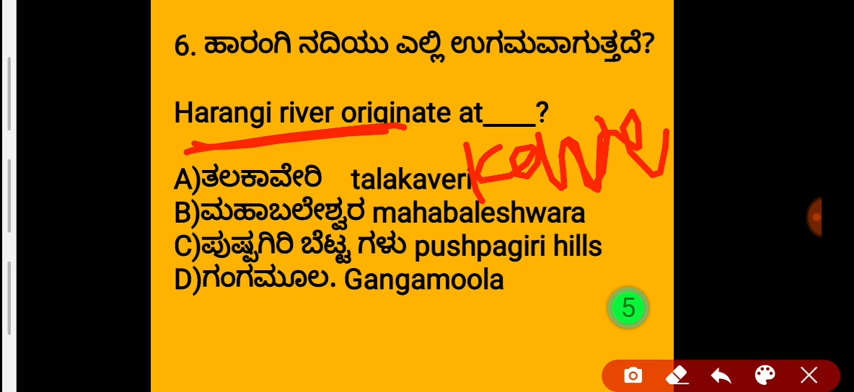 6. ಹಾರಂಗಿ ನದಿಯು ಎಲ್ಲಿ ಉಗಮವಾಗುತ್ತದೆ?
Harangi river originate at____?
A)ತಲಕಾವೇರಿ talakaveri
B)ಮಹಾಬಲೇಶ್ವರ mahabaleshwara
C)ಪುಷ್ಪಗಿರಿ ಬೆಟ್ಟ ಗಳು pushpagiri hills
D)ಗಂಗಮೂಲ. Gangamoola
5